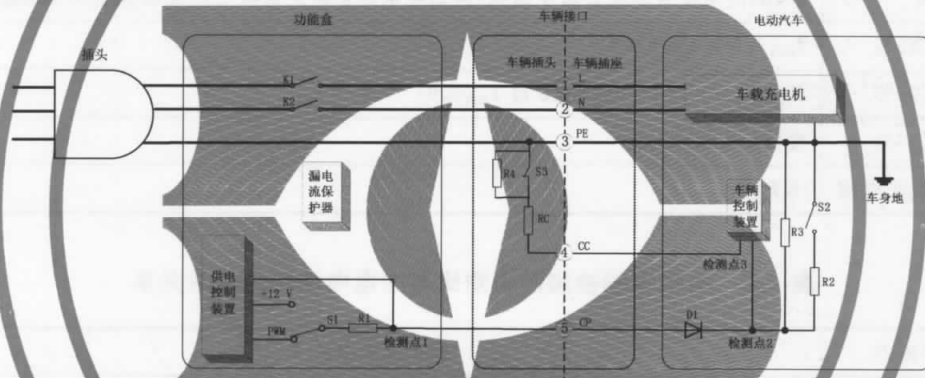 功能盒
车辆接口
电动汽车
插头
车辆插头
车辆插座
K1
L
1
车载充电机
K2
N
2
3
PE
R4
S3
漏电
流保
护器
RC
车辆
控制
装置
R3
S2
车身地
4
CC
检测点3
供电
控制
装置
+12 V
R2
PWM
S1
R1
5
CP
D1
检测点1
检测点2